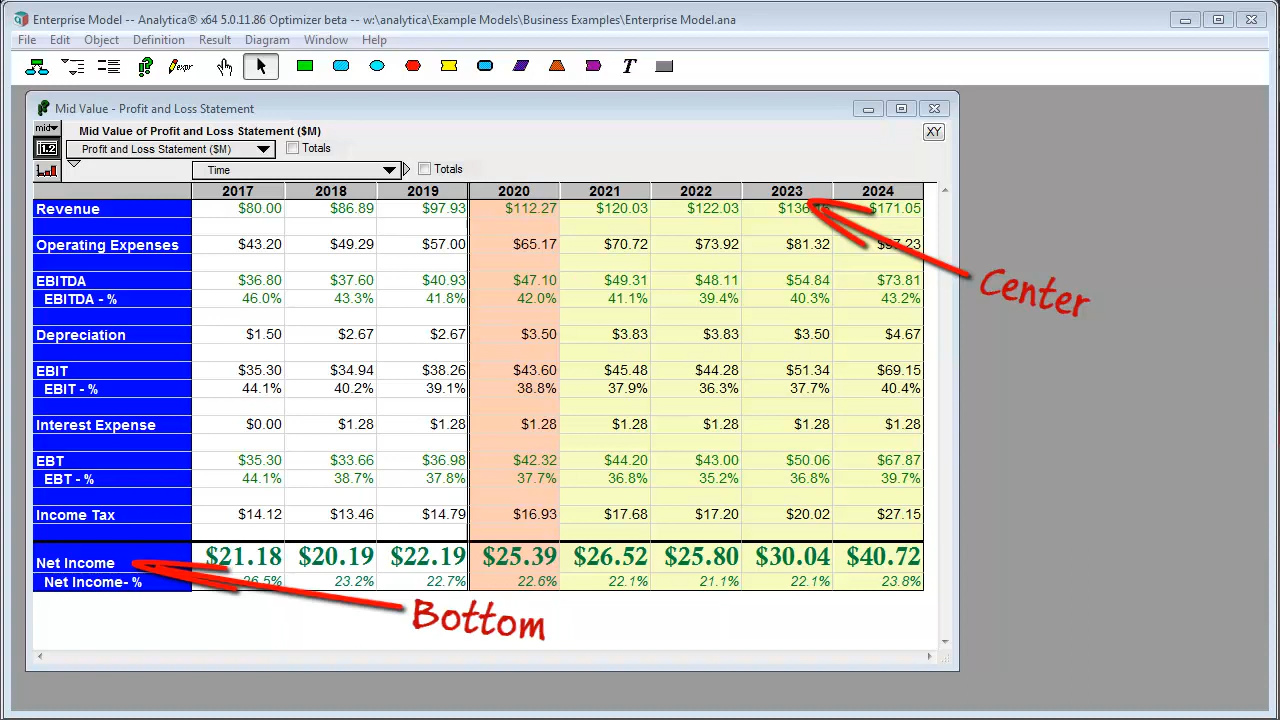 Enterprise Model -- Analytica® x64 5.0.11.86 Optimizer beta -- w:\analytica\Example Models\Business Examples\Enterprise Model.ana
File Edit Object Definition Result Diagram Window Help
expr T
Mid Value - Profit and Loss Statement
mid Mid Value of Profit and Loss Statement ($M) XY
1.2 Profit and Loss Statement ($M) Totals
Time Totals
2017 2018 2019 2020 2021 2022 2023 2024
Revenue $80.00 $86.89 $97.93 $112.27 $120.03 $122.03 $171.05
Operating Expenses $43.20 $49.29 $57.00 $65.17 $70.72 $73.92 $81.32
EBITDA $36.80 $37.60 $40.93 $47.10 $49.31 $48.11 $54.84 $73.81
EBITDA - % 46.0% 43.3% 41.8% 42.0% 41.1% 39.4% 40.3% 43.2%
Center
Depreciation $1.50 $2.67 $2.67 $3.50 $3.83 $3.83 $3.50 $4.67
EBIT $35.30 $34.94 $38.26 $43.60 $45.48 $44.28 $51.34 $69.15
EBIT - % 44.1% 40.2% 39.1% 38.8% 37.9% 36.3% 37.7% 40.4%
Interest Expense $0.00 $1.28 $1.28 $1.28 $1.28 $1.28 $1.28 $1.28
EBT $35.30 $33.66 $36.98 $42.32 $44.20 $43.00 $50.06 $67.87
EBT - % 44.1% 38.7% 37.8% 37.7% 36.8% 35.2% 36.8% 39.7%
Income Tax $14.12 $13.46 $14.79 $16.93 $17.68 $17.20 $20.02 $27.15
Net Income $21.18 $20.19 $22.19 $25.39 $26.52 $25.80 $30.04 $40.72
Net Income- % 26.5% 23.2% 22.7% 22.6% 22.1% 21.1% 22.1% 23.8%
Bottom